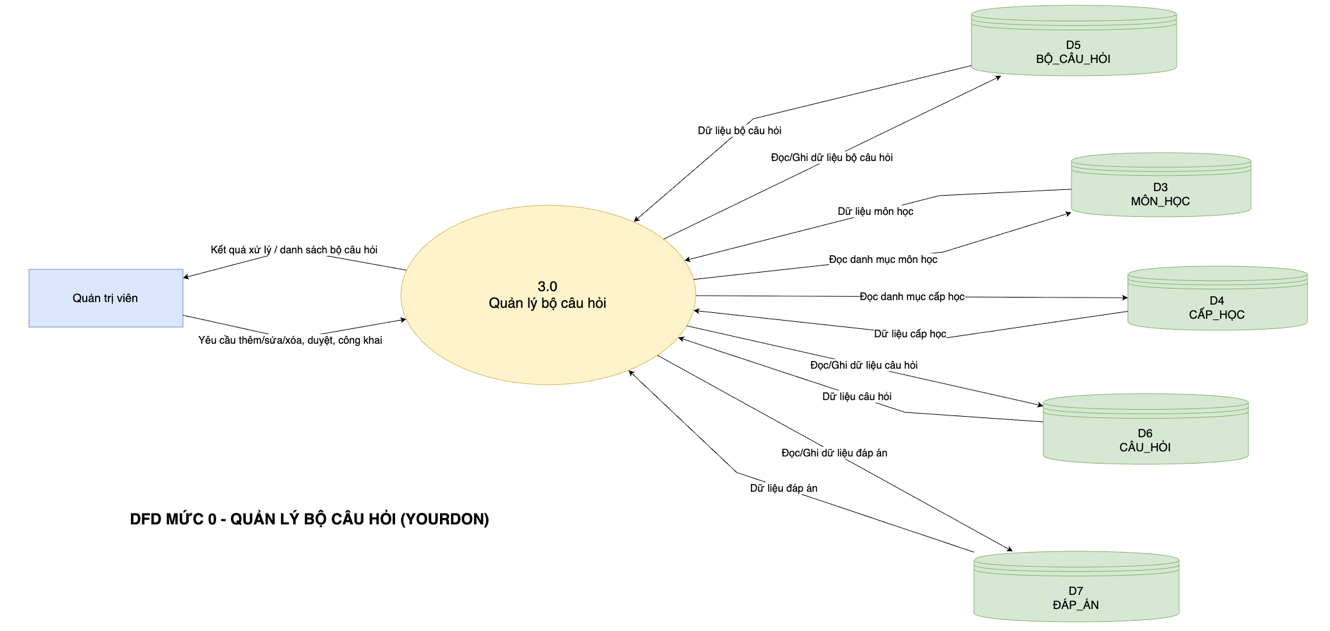 D5
BỘ_CÂU_HỎI
Dữ liệu bộ câu hỏi
Đọc/Ghi dữ liệu bộ câu hỏi
D3
MÔN_HỌC
Dữ liệu môn học
Kết quả xử lý / danh sách bộ câu hỏi
Đọc danh mục môn học
3.0
Quản lý bộ câu hỏi
Quản trị viên
Đọc danh mục cấp học
D4
CẤP_HỌC
Dữ liệu cấp học
Yêu cầu thêm/sửa/xóa, duyệt, công khai
Đọc/Ghi dữ liệu câu hỏi
Dữ liệu câu hỏi
D6
CÂU_HỎI
Đọc/Ghi dữ liệu đáp án
Dữ liệu đáp án
DFD MỨC 0 - QUẢN LÝ BỘ CÂU HỎI (YOURDON)
D7
ĐÁP_ÁN